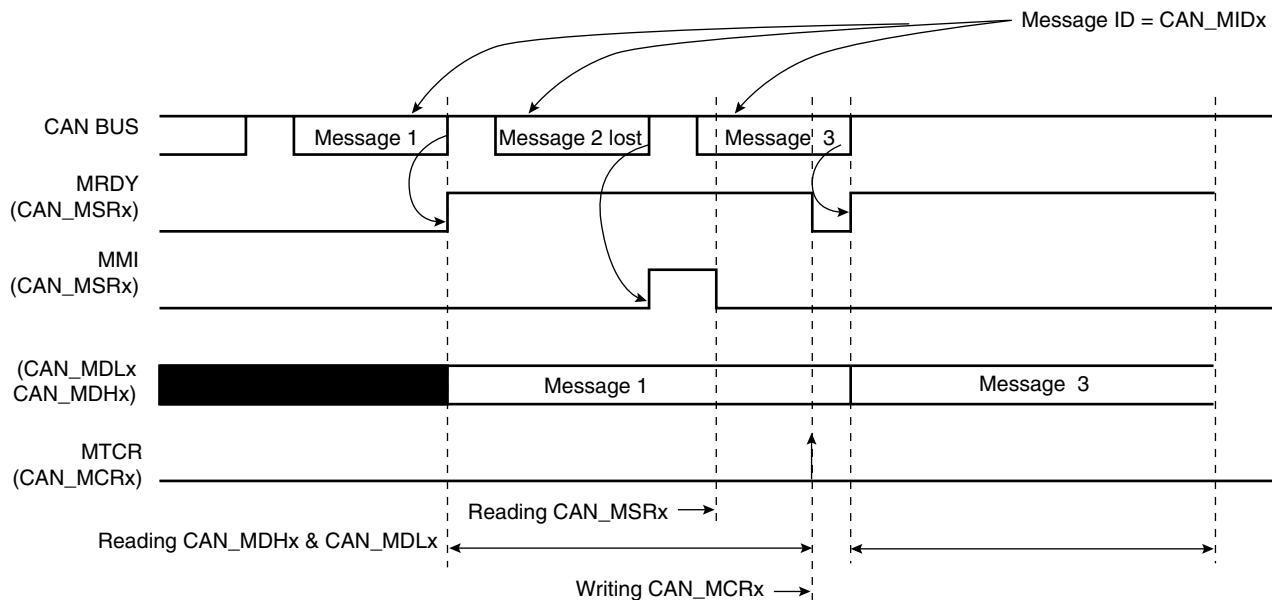 Message ID = CAN_MIDx
CAN BUS
Message 1
Message 2 lost
Message 3
MRDY
(CAN_MSRx)
MMI
(CAN_MSRx)
(CAN_MDLx
CAN_MDHx)
Message 1
Message 3
MTCR
(CAN_MCRx)
Reading CAN_MSRx
Reading CAN_MDHx & CAN_MDLx
Writing CAN_MCRx